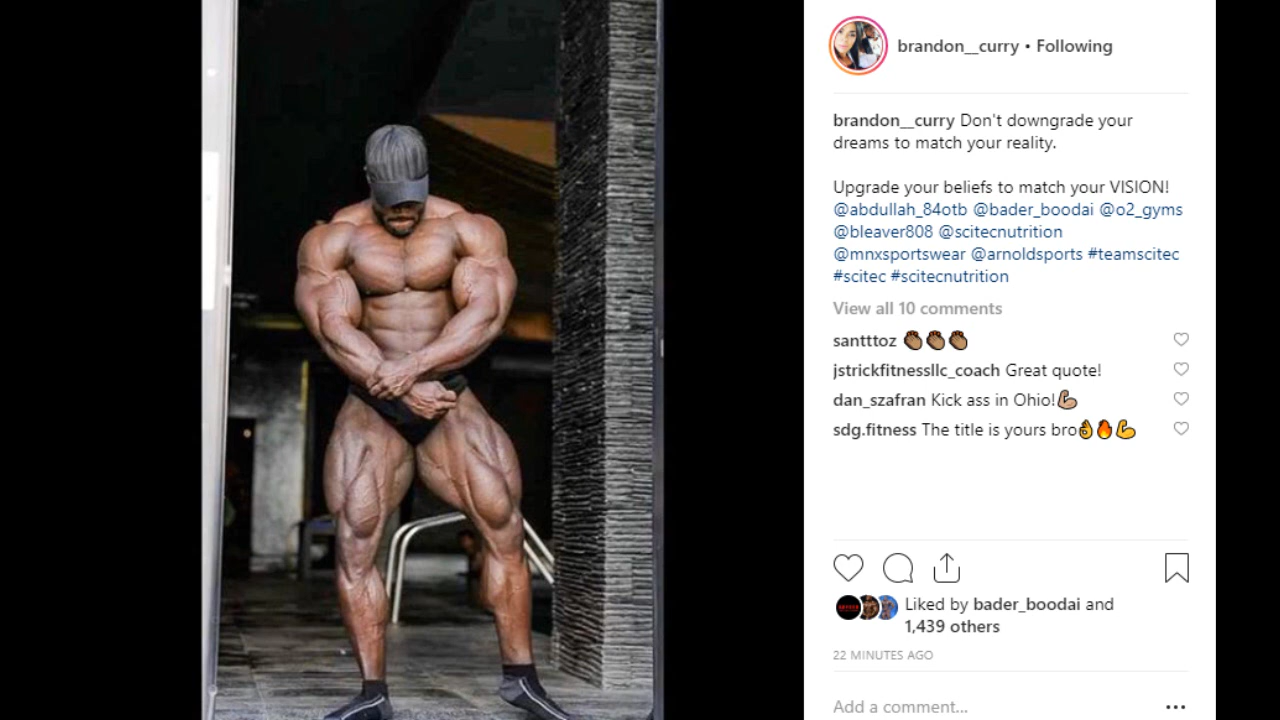 brandon__curry • Following
brandon__curry Don't downgrade your
dreams to match your reality.
Upgrade your beliefs to match your VISION!
@abdullah_84otb @bader_boodai @o2_gyms
@bleaver808 @scitecnutrition
@mnxsportswear @arnoldsports #teamscitec
#scitec #scitecnutrition
View all 10 comments
santttoz 👏🏽👏🏽👏🏽
jstrickfitnessllc_coach Great quote!
dan_szafran Kick ass in Ohio!💪🏼
sdg.fitness The title is yours bro👌🔥💪
Liked by bader_boodai and
1,439 others
22 MINUTES AGO
Add a comment...